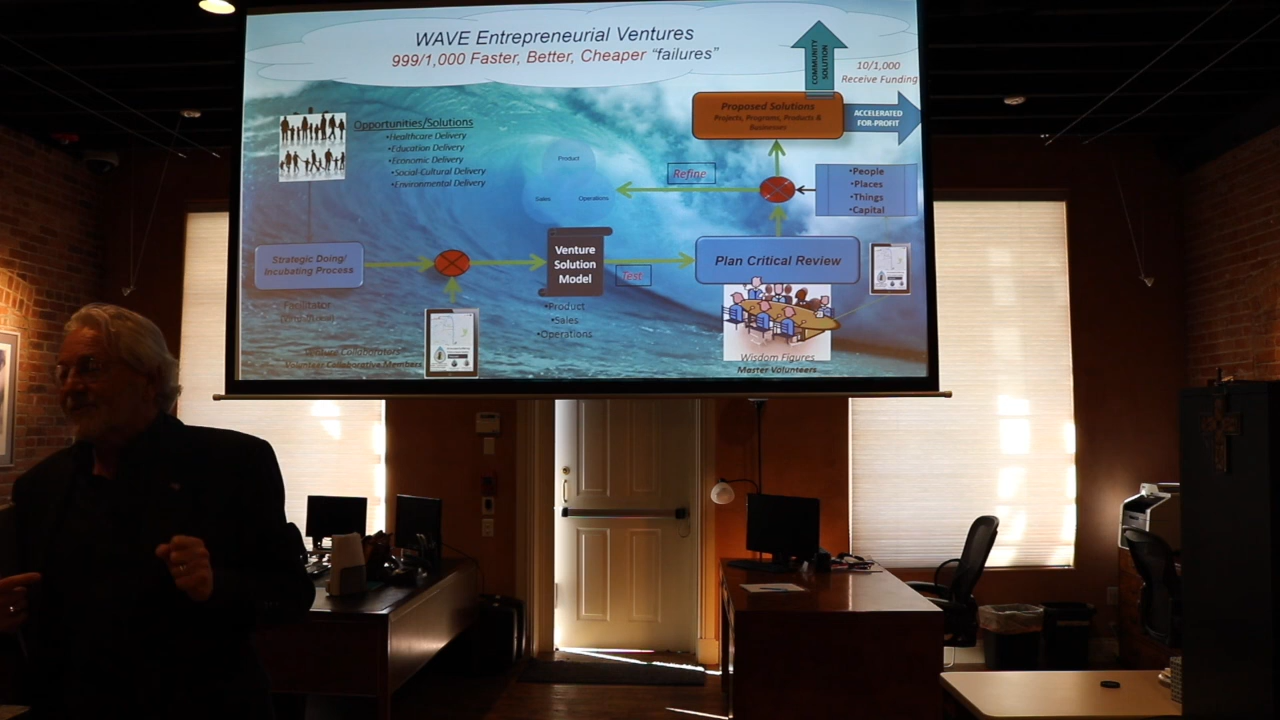 WAVE Entrepreneurial Ventures
999/1,000 Faster, Better, Cheaper “failures”
COMMUNITY
SOLUTION
10/1,000
Receive Funding
Proposed Solutions
Projects, Programs, Products &
Businesses
ACCELERATED
FOR-PROFIT
Opportunities/Solutions
•Healthcare Delivery
•Education Delivery
•Economic Delivery
•Social-Cultural Delivery
•Environmental Delivery
Product
Sales
Operations
Refine
•People
•Places
•Things
•Capital
Strategic Doing/
Incubating Process
Venture
Solution
Model
Test
Plan Critical Review
Facilitator
•Product
•Sales
•Operations
Venture Collaborators
Volunteer Collaborative Members
Wisdom Figures
Master Volunteers